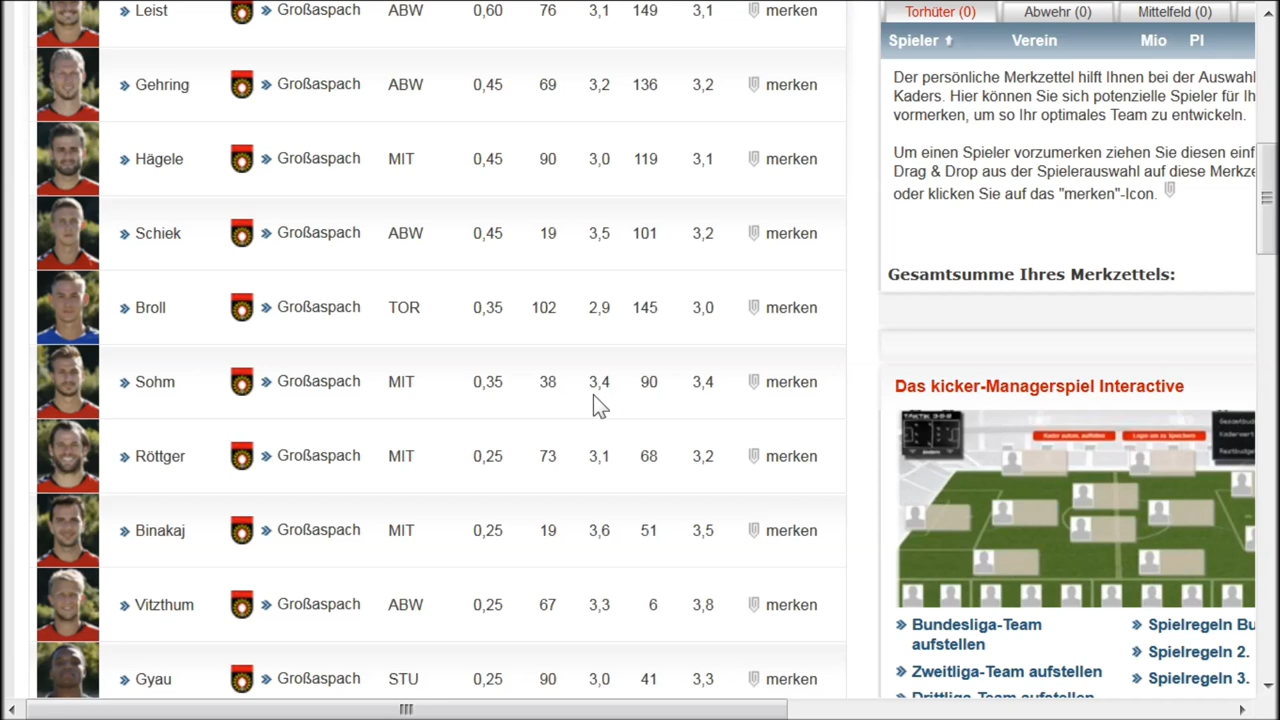 Leist Großaspach ABW 0,60 76 3,1 149 3,1 merken
Gehring Großaspach ABW 0,45 69 3,2 136 3,2 merken
Hägele Großaspach MIT 0,45 90 3,0 119 3,1 merken
Schiek Großaspach ABW 0,45 19 3,5 101 3,2 merken
Broll Großaspach TOR 0,35 102 2,9 145 3,0 merken
Sohm Großaspach MIT 0,35 38 3,4 90 3,4 merken
Röttger Großaspach MIT 0,25 73 3,1 68 3,2 merken
Binakaj Großaspach MIT 0,25 19 3,6 51 3,5 merken
Vitzthum Großaspach ABW 0,25 67 3,3 6 3,8 merken
Gyau Großaspach STU 0,25 90 3,0 41 3,3 merken
Torhüter (0) Abwehr (0) Mittelfeld (0)
Spieler Verein Mio Pl
Der persönliche Merkzettel hilft Ihnen bei der Auswahl
Kaders. Hier können Sie sich potenzielle Spieler für Ih
vormerken, um so Ihr optimales Team zu entwickeln.
Um einen Spieler vorzumerken ziehen Sie diesen einf
Drag & Drop aus der Spielerauswahl auf diese Merkze
oder klicken Sie auf das "merken"-Icon.
Gesamtsumme Ihres Merkzettels:
Das kicker-Managerspiel Interactive
Bundesliga-Team
aufstellen
Zweitliga-Team aufstellen
Drittliga-Team aufstellen
Spielregeln Bu
Spielregeln 2.
Spielregeln 3.